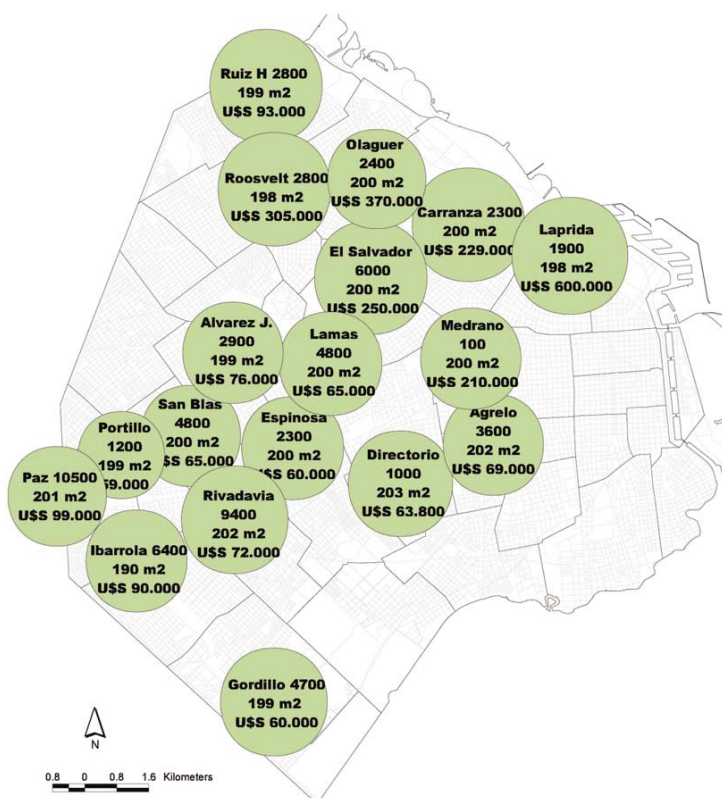 Ruiz H 2800
199 m2
U$S 93.000
Roosvelt 2800
198 m2
U$S 305.000
Olaguer
2400
200 m2
U$S 370.000
Carranza 2300
200 m2
U$S 229.000
Laprida
1900
198 m2
U$S 600.000
El Salvador
6000
200 m2
U$S 250.000
Alvarez J.
2900
199 m2
U$S 76.000
Lamas
4800
200 m2
U$S 65.000
Medrano
100
200 m2
U$S 210.000
San Blas
4800
200 m2
$S 65.000
Espinosa
2300
200 m2
U$S 60.000
Agrelo
3600
202 m2
U$S 69.000
Portillo
1200
199 m2
Directorio
1000
203 m2
U$S 63.800
Paz 10500
201 m2
U$S 99.000
Rivadavia
9400
202 m2
U$S 72.000
Ibarrola 6400
190 m2
U$S 90.000
Gordillo 4700
199 m2
U$S 60.000
N
0.8 0 0.8 1.6 Kilometers